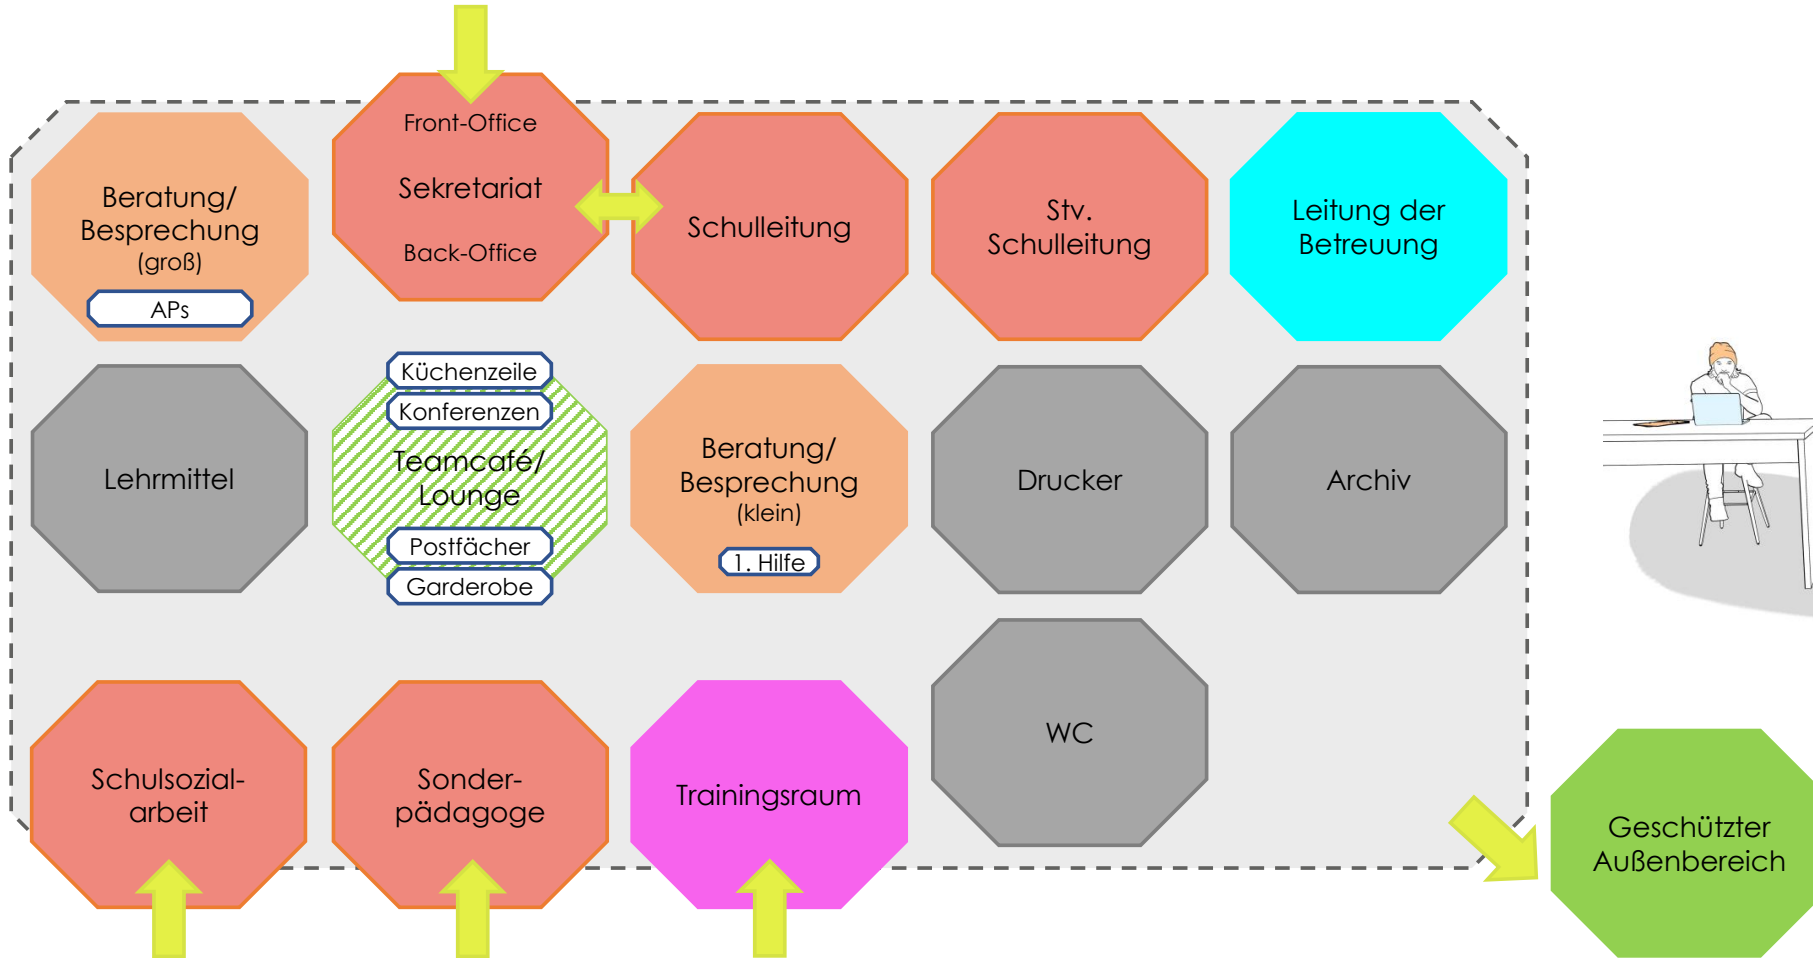 Front-Office
Sekretariat
Back-Office
Beratung/
Besprechung
(groß)
APs
Schulleitung
Stv.
Schulleitung
Leitung der
Betreuung
Lehrmittel
Küchenzeile
Konferenzen
Teamcafé/
Lounge
Postfächer
Garderobe
Beratung/
Besprechung
(klein)
1. Hilfe
Drucker
Archiv
Schulsozial-
arbeit
Sonder-
pädagoge
Trainingsraum
WC
Geschützter
Außenbereich